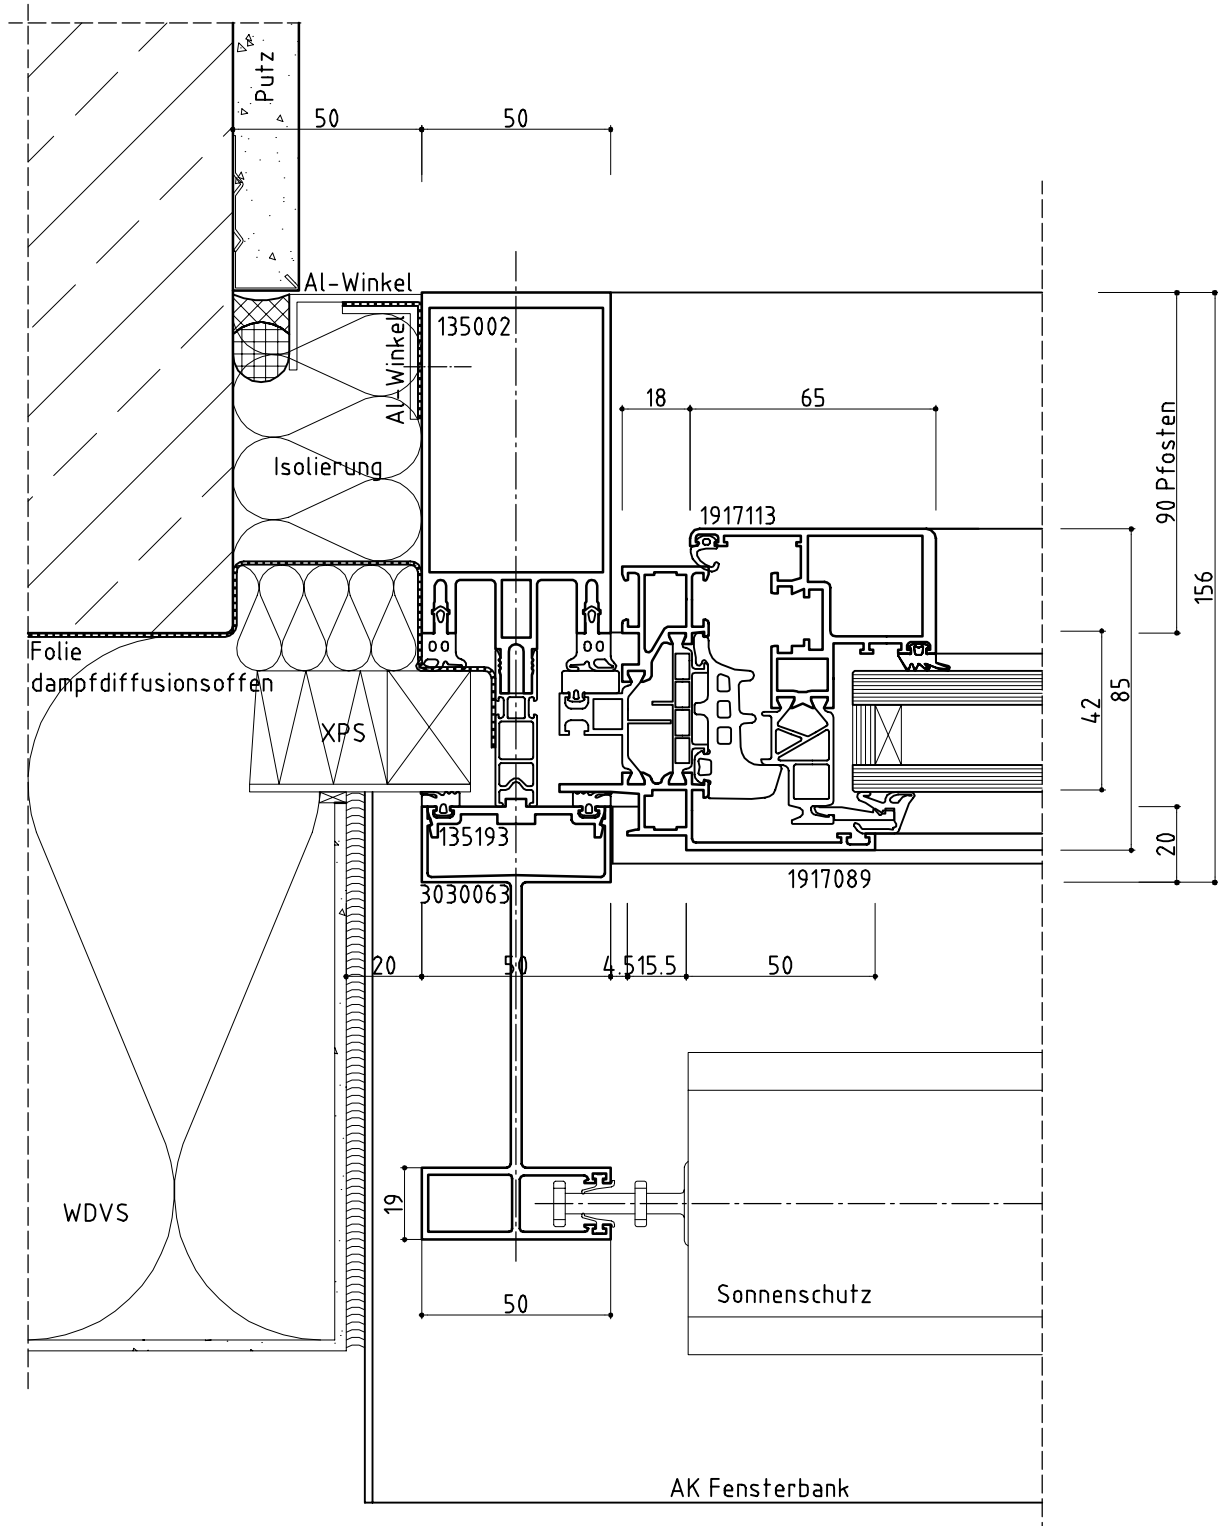 Putz
50
50
Al-Winkel
135002
Al-Winkel
18
65
90 Pfosten
Isolierung
1917113
156
Folie
dampfdiffusionsoffen
42
85
XPS
135193
20
1917089
3030063
20
50
4.5
15.5
50
19
WDVS
Sonnenschutz
50
AK Fensterbank